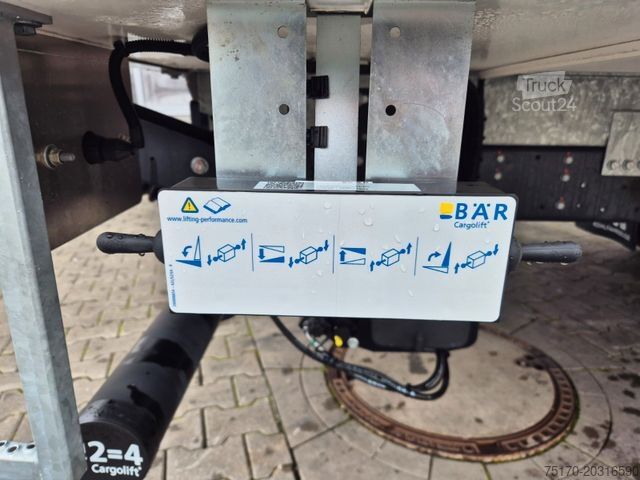 Truck
Scout24
www.lifting-performance.com
BÄR
Cargolift
2=4
Cargolift
75170-20316590